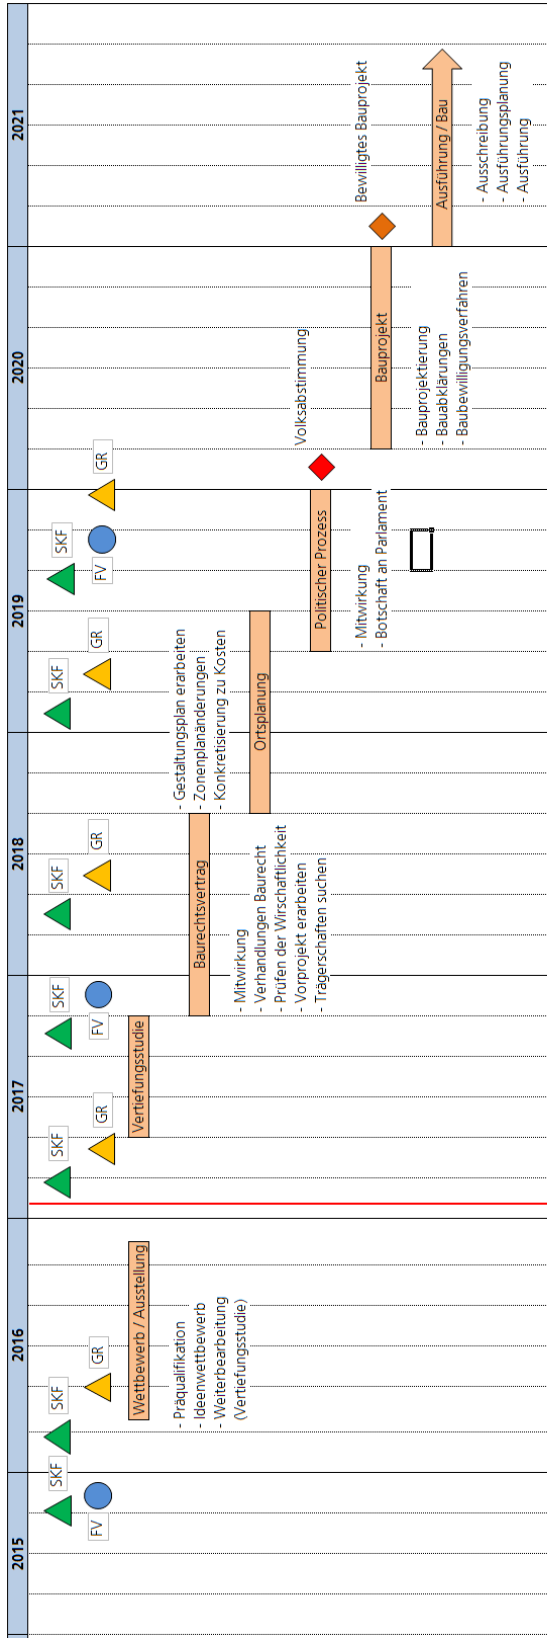 2015
2016
2017
2018
2019
2020
2021
SKF
SKF
SKF
SKF
SKF
SKF
SKF
FV
GR
GR
FV
GR
GR
FV
GR
Wettbewerb / Ausstellung
- Präqualifikation
- Ideenwettbewerb
- Weiterbearbeitung
(Vertiefungsstudie)
Vertiefungsstudie
Baurechtsvertrag
- Mitwirkung
- Verhandlungen Baurecht
- Prüfen der Wirschaftlichkeit
- Vorprojekt erarbeiten
- Trägerschaften suchen
- Gestaltungsplan erarbeiten
- Zonenplanänderungen
- Konkretisierung zu Kosten
Ortsplanung
Politischer Prozess
- Mitwirkung
- Botschaft an Parlament
Volksabstimmung
Bauprojekt
- Bauprojektierung
- Bauabklärungen
- Baubewilligungsverfahren
Bewilligtes Bauprojekt
Ausführung / Bau
- Ausschreibung
- Ausführungsplanung
- Ausführung